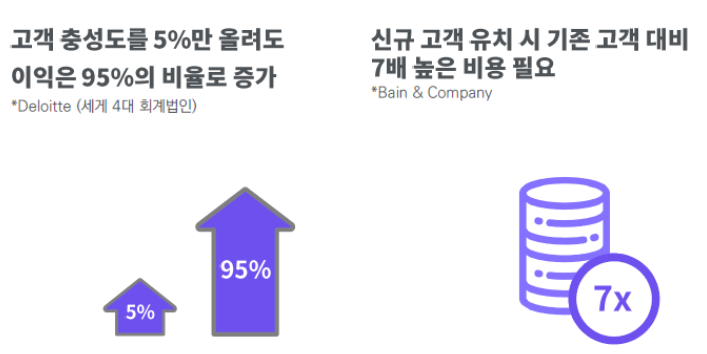 고객 충성도를 5%만 올려도
이익은 95%의 비율로 증가
*Deloitte (세게 4대 회계법인)
신규 고객 유치 시 기존 고객 대비
7배 높은 비용 필요
*Bain & Company
5%
95%
7x